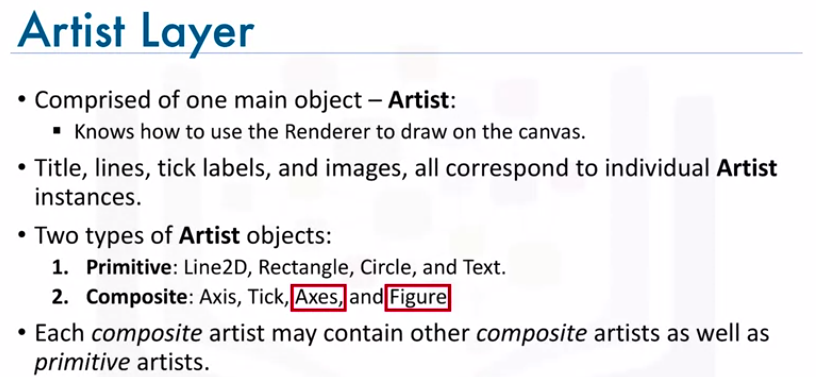 Artist Layer
• Comprised of one main object – Artist:
▪ Knows how to use the Renderer to draw on the canvas.
• Title, lines, tick labels, and images, all correspond to individual Artist
instances.
• Two types of Artist objects:
1. Primitive: Line2D, Rectangle, Circle, and Text.
2. Composite: Axis, Tick, Axes, and Figure
• Each composite artist may contain other composite artists as well as
primitive artists.